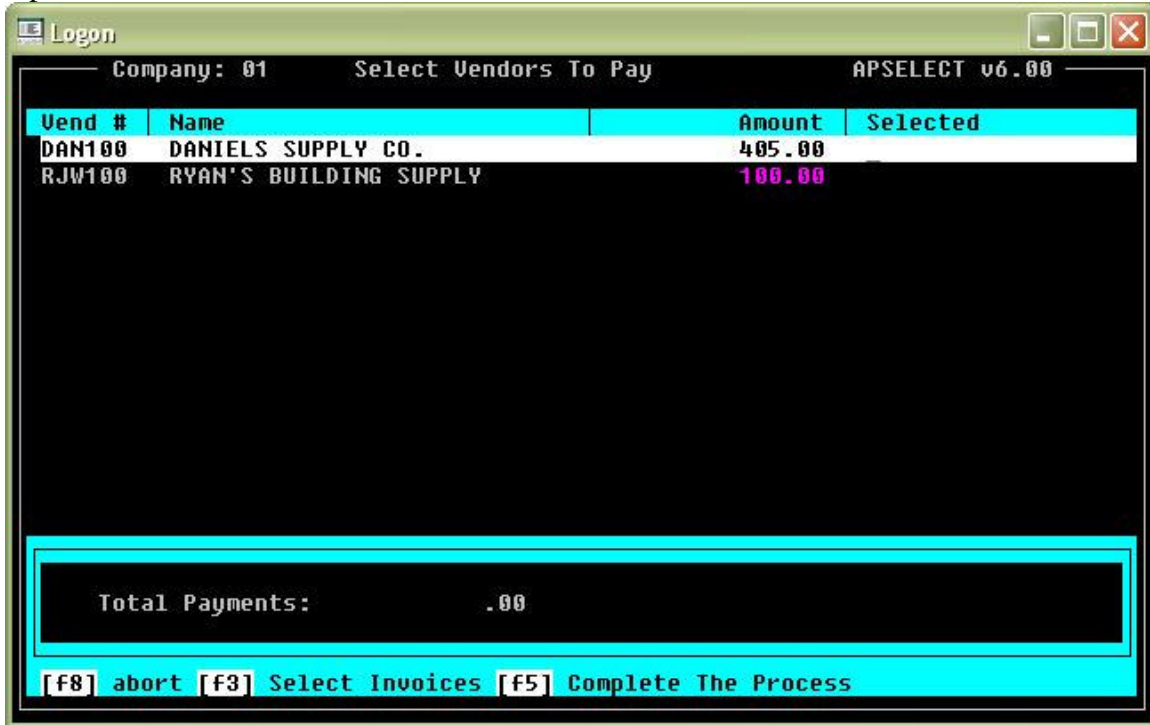 Logon
Company: 01 Select Vendors To Pay APSELECT v6.00
Vend # Name Amount Selected
DAN100 DANIELS SUPPLY CO. 405.00 _
RJW100 RYAN'S BUILDING SUPPLY 100.00
Total Payments: .00
[f8] abort [f3] Select Invoices [f5] Complete The Process